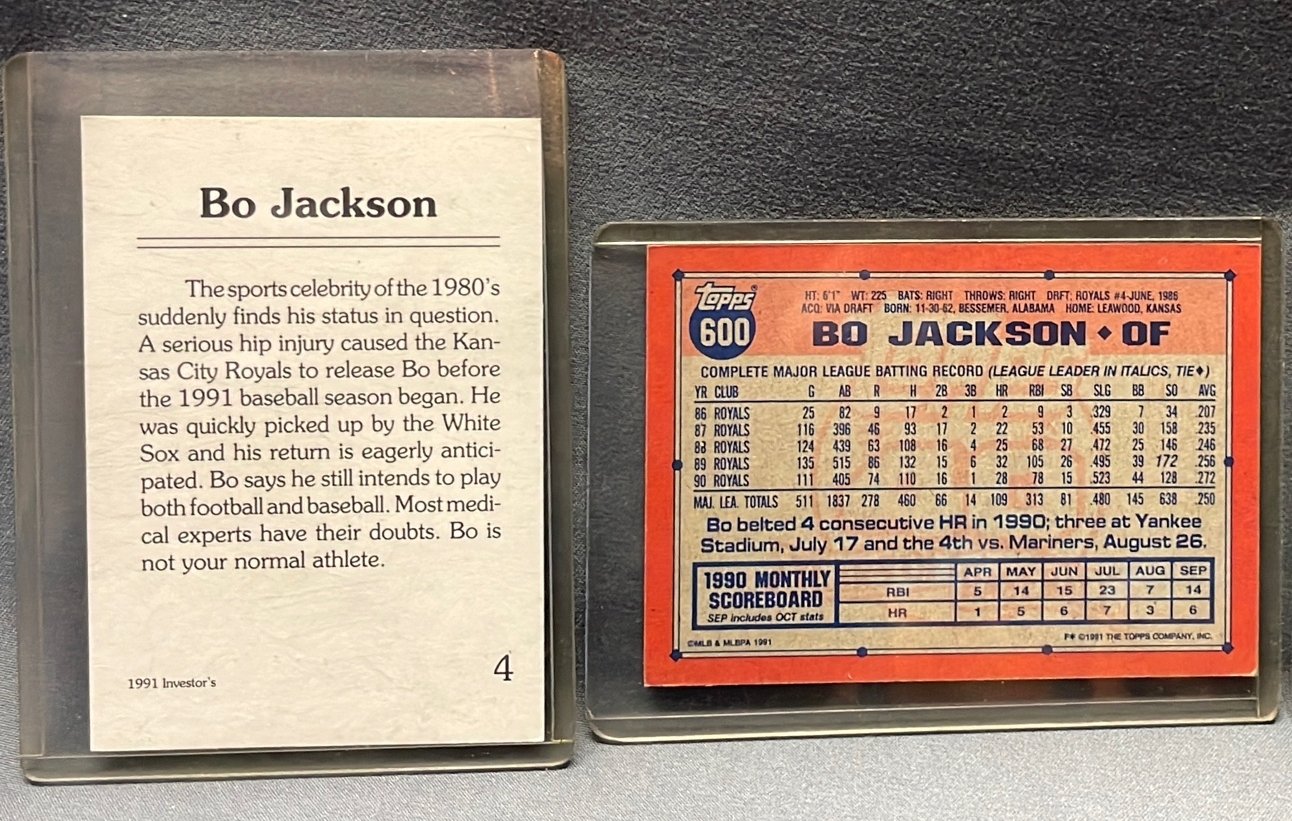 Bo Jackson
The sports celebrity of the 1980's
suddenly finds his status in question.
A serious hip injury caused the Kan-
sas City Royals to release Bo before
the 1991 baseball season began. He
was quickly picked up by the White
Sox and his return is eagerly antici-
pated. Bo says he still intends to play
both football and baseball. Most medi-
cal experts have their doubts. Bo is
not your normal athlete.
1991 Investor's
4
Topps®
600
HT: 6'1" WT: 225 BATS: RIGHT THROWS: RIGHT DRFT: ROYALS #4-JUNE, 1986
ACQ: VIA DRAFT BORN: 11-30-62, BESSEMER, ALABAMA HOME: LEAWOOD, KANSAS
BO JACKSON ♦ OF
COMPLETE MAJOR LEAGUE BATTING RECORD (LEAGUE LEADER IN ITALICS, TIE♦)
YR CLUB G AB R H 2B 3B HR RBI SB SLG BB SO AVG
86 ROYALS 25 82 9 17 2 1 2 9 3 .329 7 34 .207
87 ROYALS 116 396 46 93 17 2 22 53 10 .455 30 158 .235
88 ROYALS 124 439 63 108 16 4 25 68 27 .472 25 146 .246
89 ROYALS 135 515 86 132 15 6 32 105 26 .495 39 172 .256
90 ROYALS 111 405 74 110 16 1 28 78 15 .523 44 128 .272
MAJ. LEA. TOTALS 511 1837 278 460 66 14 109 313 81 .480 145 638 .250
Bo belted 4 consecutive HR in 1990; three at Yankee
Stadium, July 17 and the 4th vs. Mariners, August 26.
1990 MONTHLY
SCOREBOARD
SEP includes OCT stats
APR MAY JUN JUL AUG SEP
RBI 5 14 15 23 7 14
HR 1 5 6 7 3 6
©MLB & MLBPA 1991
F* ©1991 THE TOPPS COMPANY, INC.